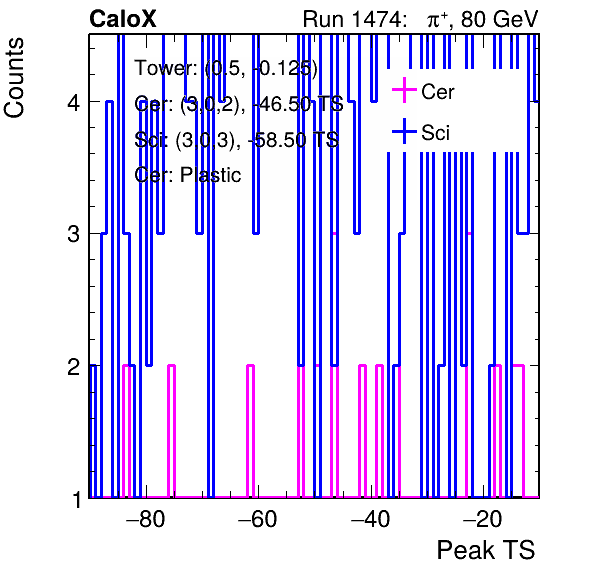 CaloX Run 1474: π⁺, 80 GeV
Counts
Tower: (0.5, -0.125)
Cer: (3,0,2), -46.50 TS
Sci: (3,0,3), -58.50 TS
Cer: Plastic
Cer
Sci
4
3
2
1
−80 −60 −40 −20
Peak TS